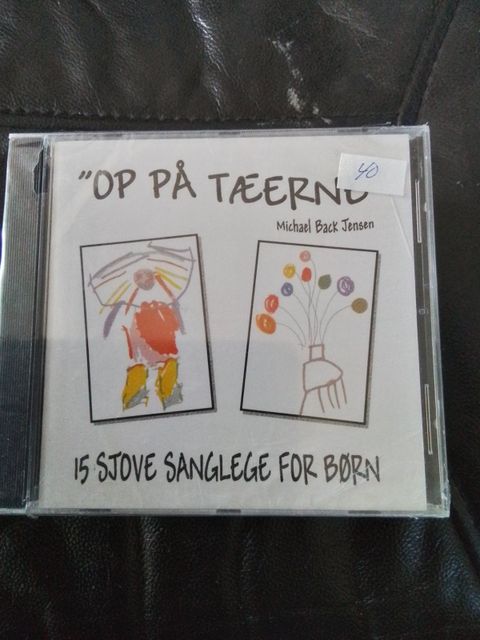 "OP PÅ TÆERNE
40
Michael Back Jensen
15 SJOVE SANGLEGE FOR BØRN